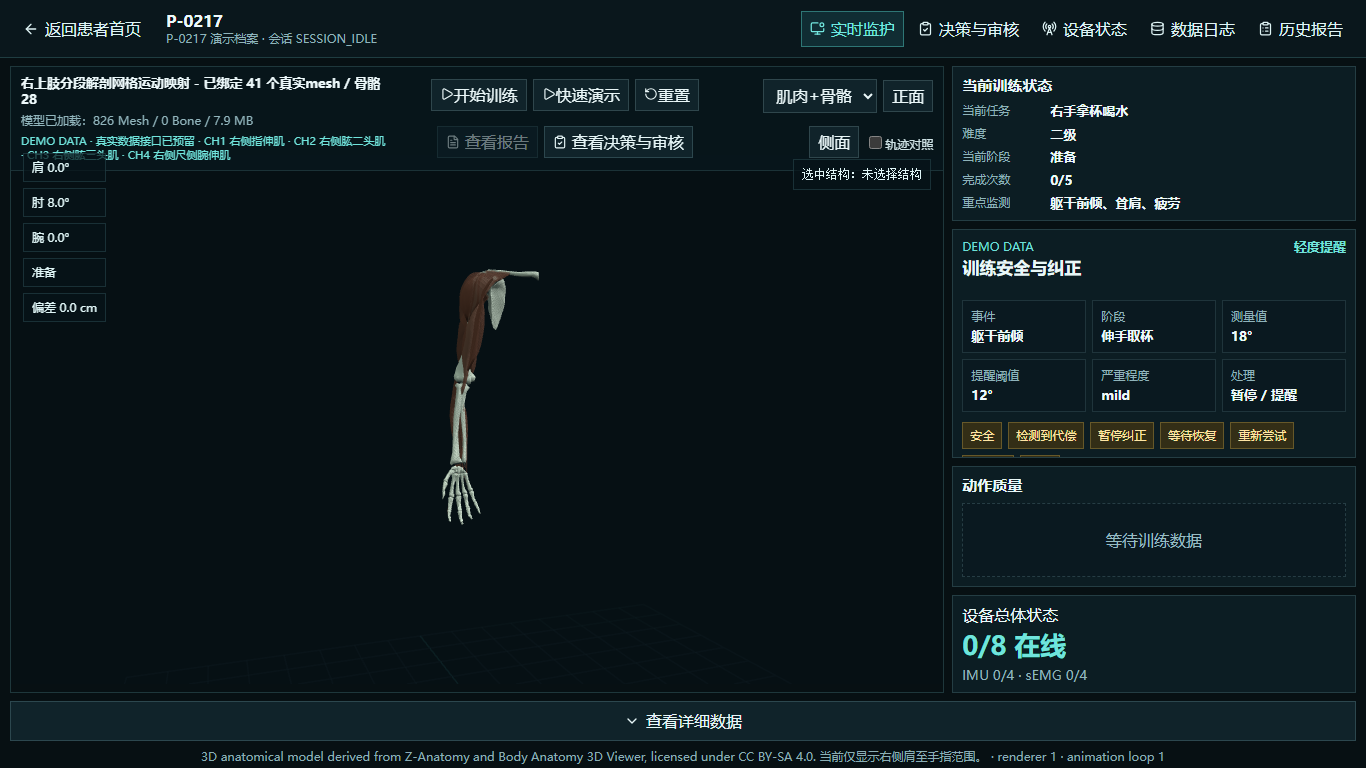 返回患者首页
P-0217
P-0217 演示档案 · 会话 SESSION_IDLE
实时监护
决策与审核
设备状态
数据日志
历史报告
右上肢分段解剖网格运动映射 - 已绑定 41 个真实mesh / 骨骼
28
模型已加载：826 Mesh / 0 Bone / 7.9 MB
DEMO DATA · 真实数据接口已预留 · CH1 右侧指伸肌 · CH2 右侧肱二头肌
· CH3 右侧肱三头肌 · CH4 右侧尺侧腕伸肌
开始训练
快速演示
重置
查看报告
查看决策与审核
肌肉+骨骼
正面
侧面
轨迹对照
选中结构：未选择结构
肩 0.0°
肘 8.0°
腕 0.0°
准备
偏差 0.0 cm
当前训练状态
当前任务 右手拿杯喝水
难度 二级
当前阶段 准备
完成次数 0/5
重点监测 躯干前倾、耸肩、疲劳
DEMO DATA 轻度提醒
训练安全与纠正
事件 阶段 测量值
躯干前倾 伸手取杯 18°
提醒阈值 严重程度 处理
12° mild 暂停 / 提醒
安全 检测到代偿 暂停纠正 等待恢复 重新尝试
动作质量
等待训练数据
设备总体状态
0/8 在线
IMU 0/4 · sEMG 0/4
查看详细数据
3D anatomical model derived from Z-Anatomy and Body Anatomy 3D Viewer, licensed under CC BY-SA 4.0. 当前仅显示右侧肩至手指范围。 · renderer 1 · animation loop 1